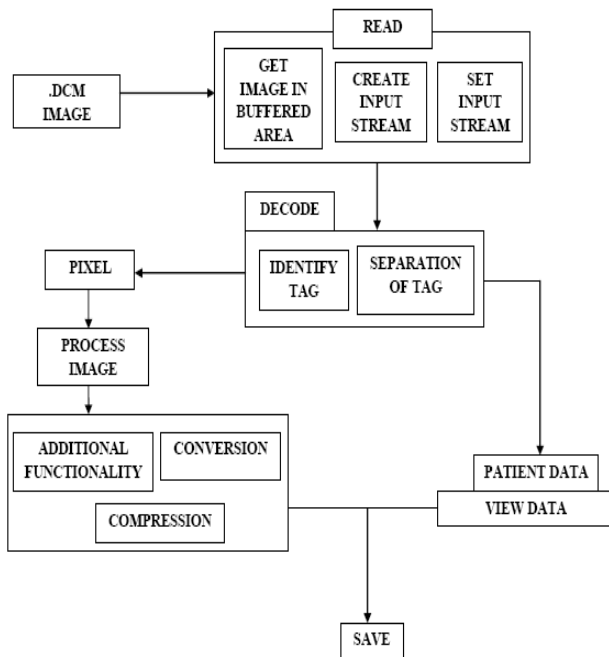 READ
.DCM
IMAGE
GET
IMAGE IN
BUFFERED
AREA
CREATE
INPUT
STREAM
SET
INPUT
STREAM
DECODE
IDENTIFY
TAG
SEPARATION
OF TAG
PIXEL
PROCESS
IMAGE
ADDITIONAL
FUNCTIONALITY
CONVERSION
COMPRESSION
PATIENT DATA
VIEW DATA
SAVE